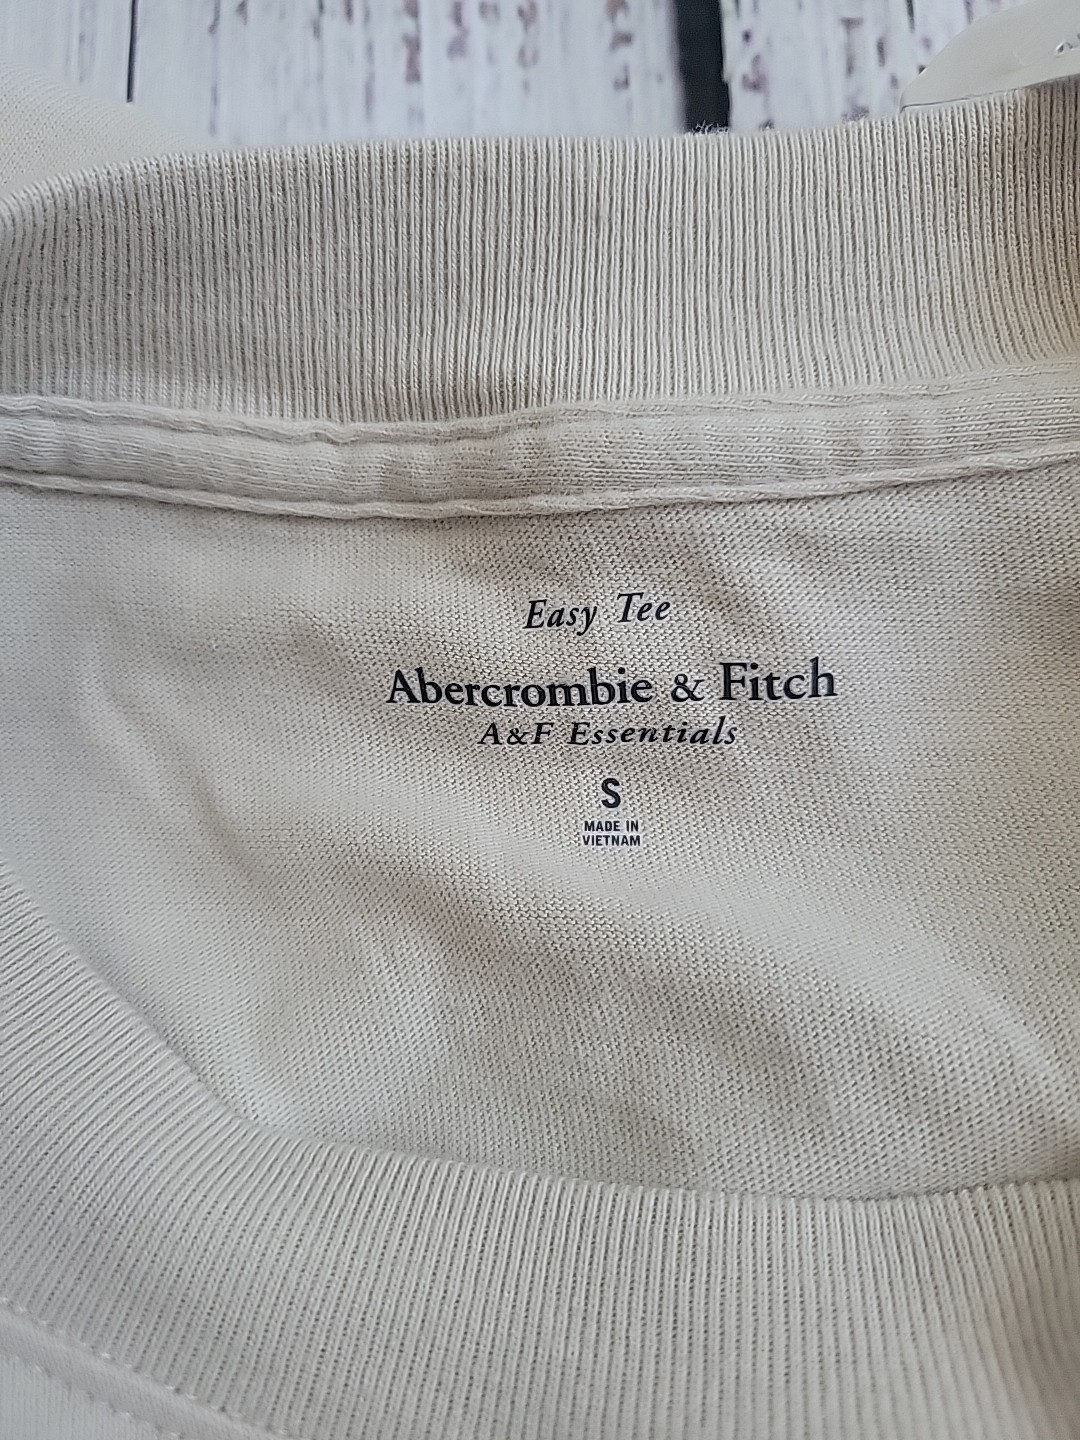 Easy Tee
Abercrombie & Fitch
A&F Essentials
S
MADE IN
VIETNAM